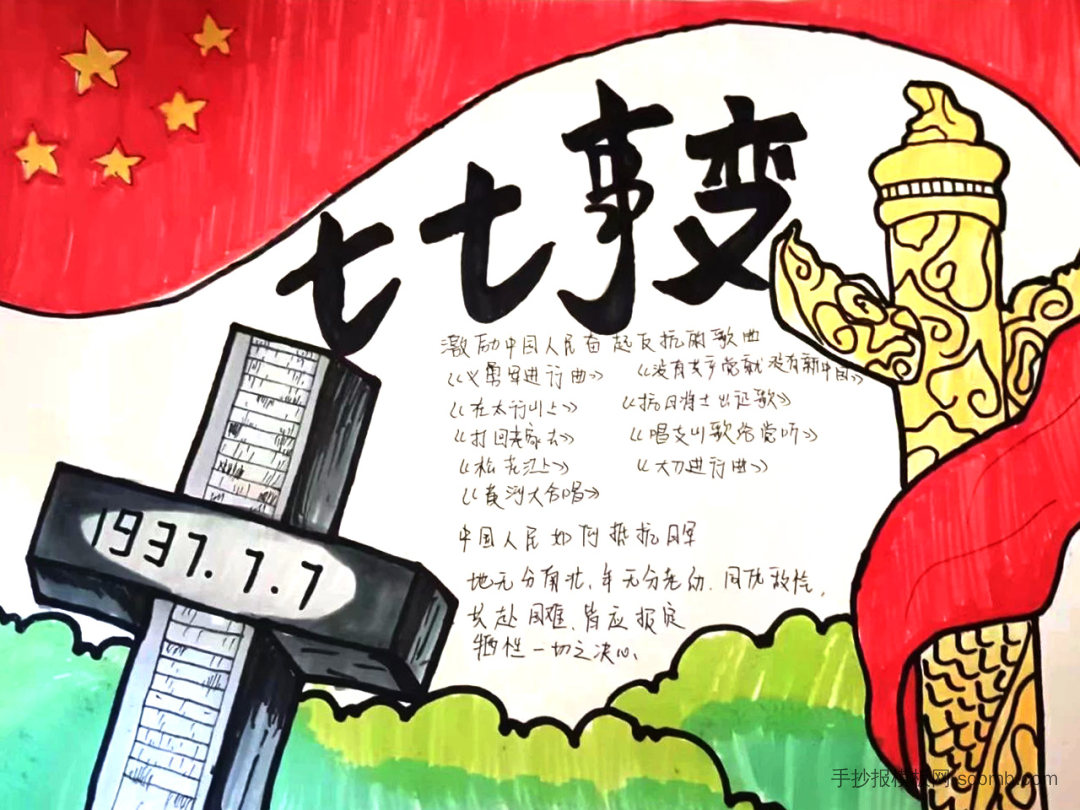 七七事变
激励中国人民奋起反抗的歌曲
《义勇军进行曲》 《没有共产党就没有新中国》
《在太行山上》 《抗日将士出征歌》
《打回老家去》 《唱支山歌给党听》
《松花江上》 《大刀进行曲》
《黄河大合唱》
1937.7.7
中国人民如何抵抗日军
地无分南北,年无分老幼、同仇敌忾,
共赴国难、皆应报定
牺牲一切之决心、
手抄报模板网-scbmb.com